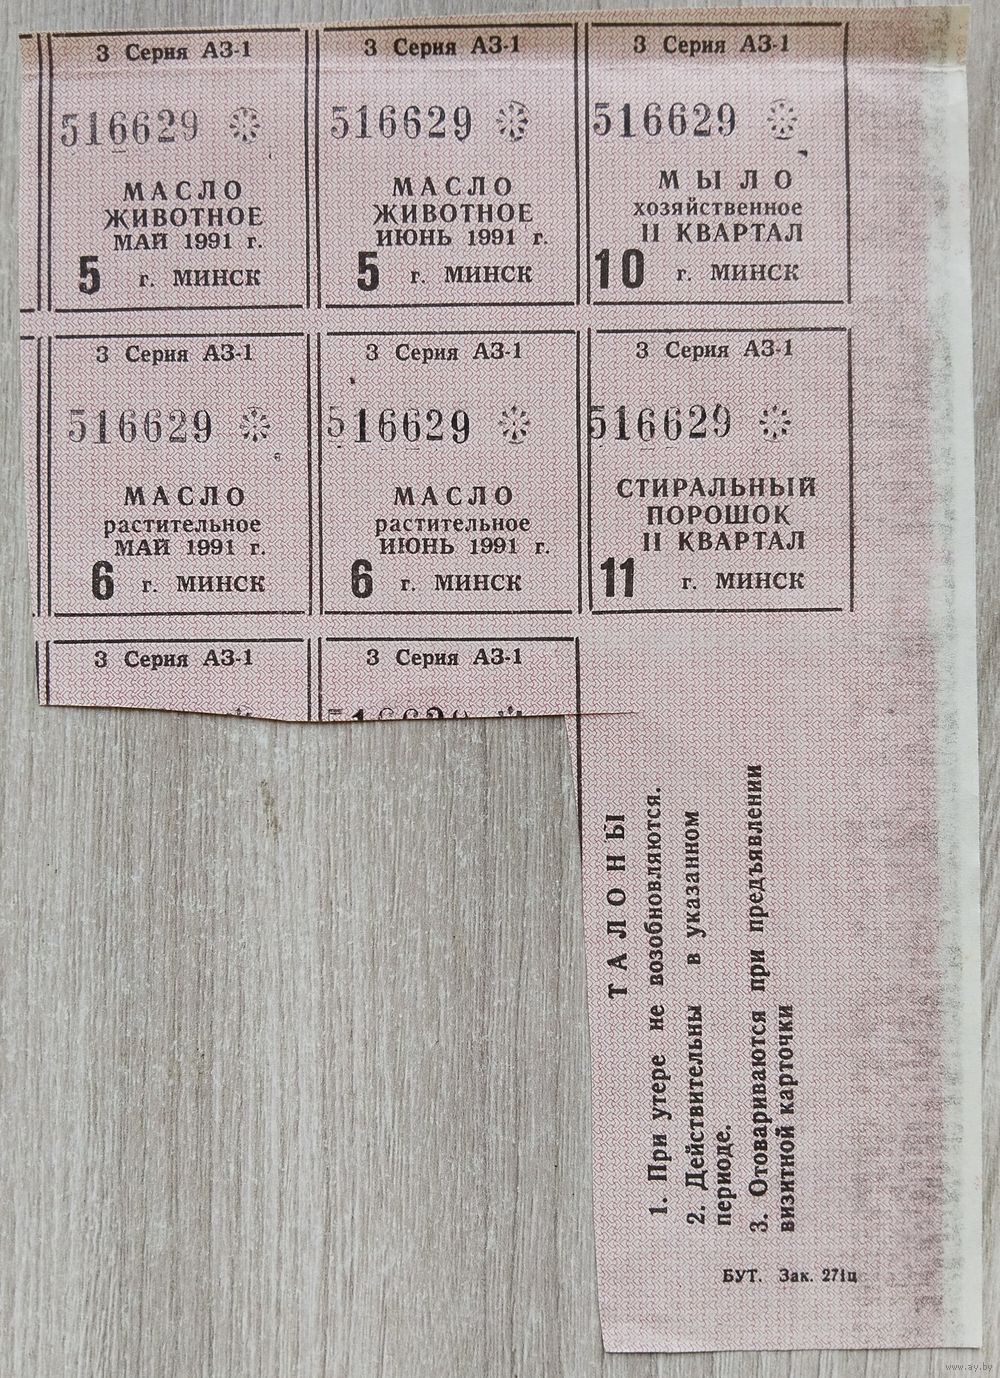 3 Серия АЗ-1
516629
МАСЛО
ЖИВОТНОЕ
МАЙ 1991 г.
5 г. МИНСК
3 Серия АЗ-1
516629
МАСЛО
ЖИВОТНОЕ
ИЮНЬ 1991 г.
5 г. МИНСК
3 Серия АЗ-1
516629
МЫЛО
хозяйственное
II КВАРТАЛ
10 г. МИНСК
3 Серия АЗ-1
516629
МАСЛО
растительное
МАЙ 1991 г.
6 г. МИНСК
3 Серия АЗ-1
516629
МАСЛО
растительное
ИЮНЬ 1991 г.
6 г. МИНСК
3 Серия АЗ-1
516629
СТИРАЛЬНЫЙ
ПОРОШОК
II КВАРТАЛ
11 г. МИНСК
3 Серия АЗ-1
3 Серия АЗ-1
516629
ТАЛОНЫ
1. При утере не возобновляются.
2. Действительны в указанном
периоде.
3. Отовариваются при предъявлении
визитной карточки
БУТ. Зак. 271ц
www.ay.by